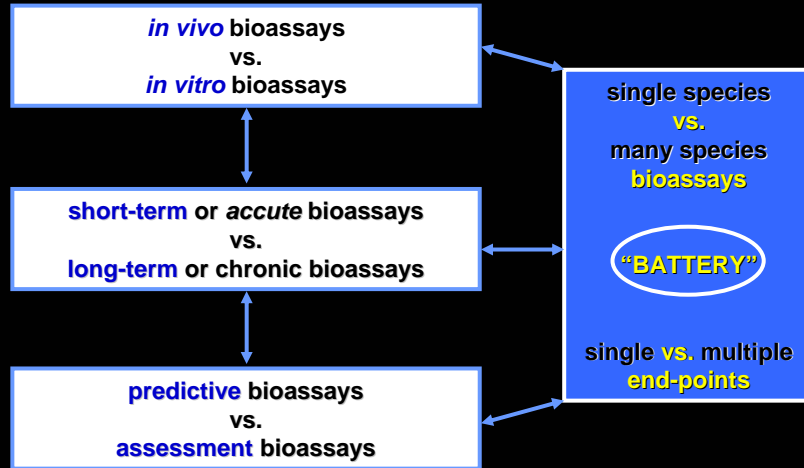 in vivo bioassays
vs.
in vitro bioassays
short-term or accute bioassays
vs.
long-term or chronic bioassays
predictive bioassays
vs.
assessment bioassays
single species
vs.
many species
bioassays
“BATTERY”
single vs. multiple
end-points